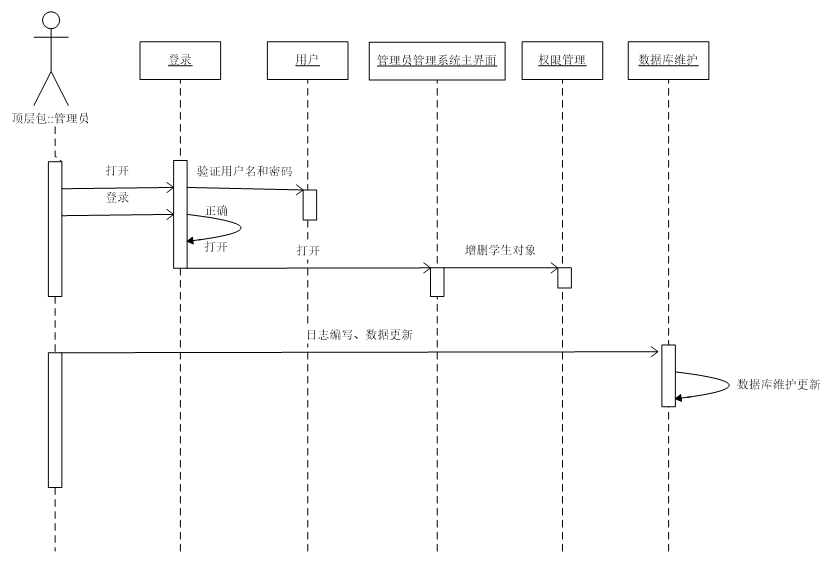 登录
用户
管理员管理系统主界面
权限管理
数据库维护
顶层包::管理员
打开
验证用户名和密码
登录
正确
打开
打开
增删学生对象
日志编写、数据更新
数据库维护更新